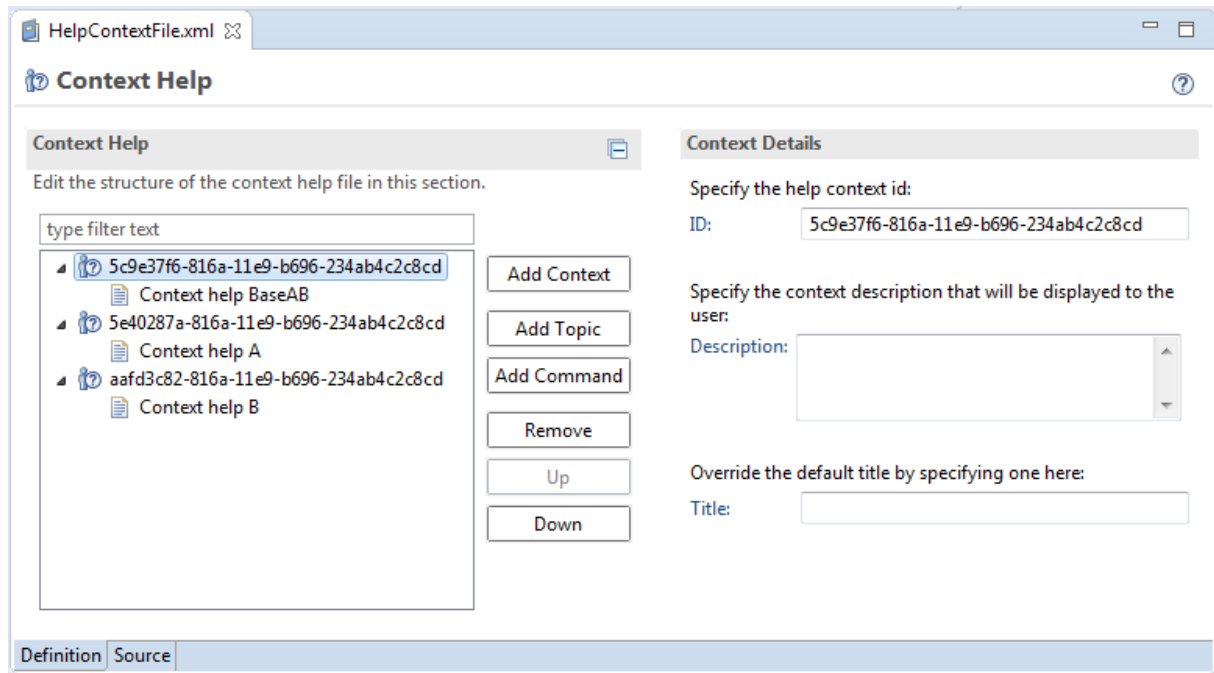 HelpContextFile.xml
Context Help
Context Help
Edit the structure of the context help file in this section.
type filter text
5c9e37f6-816a-11e9-b696-234ab4c2c8cd
Context help BaseAB
5e40287a-816a-11e9-b696-234ab4c2c8cd
Context help A
aafd3c82-816a-11e9-b696-234ab4c2c8cd
Context help B
Add Context
Add Topic
Add Command
Remove
Up
Down
Context Details
Specify the help context id:
ID: 5c9e37f6-816a-11e9-b696-234ab4c2c8cd
Specify the context description that will be displayed to the
user:
Description:
Override the default title by specifying one here:
Title:
Definition Source